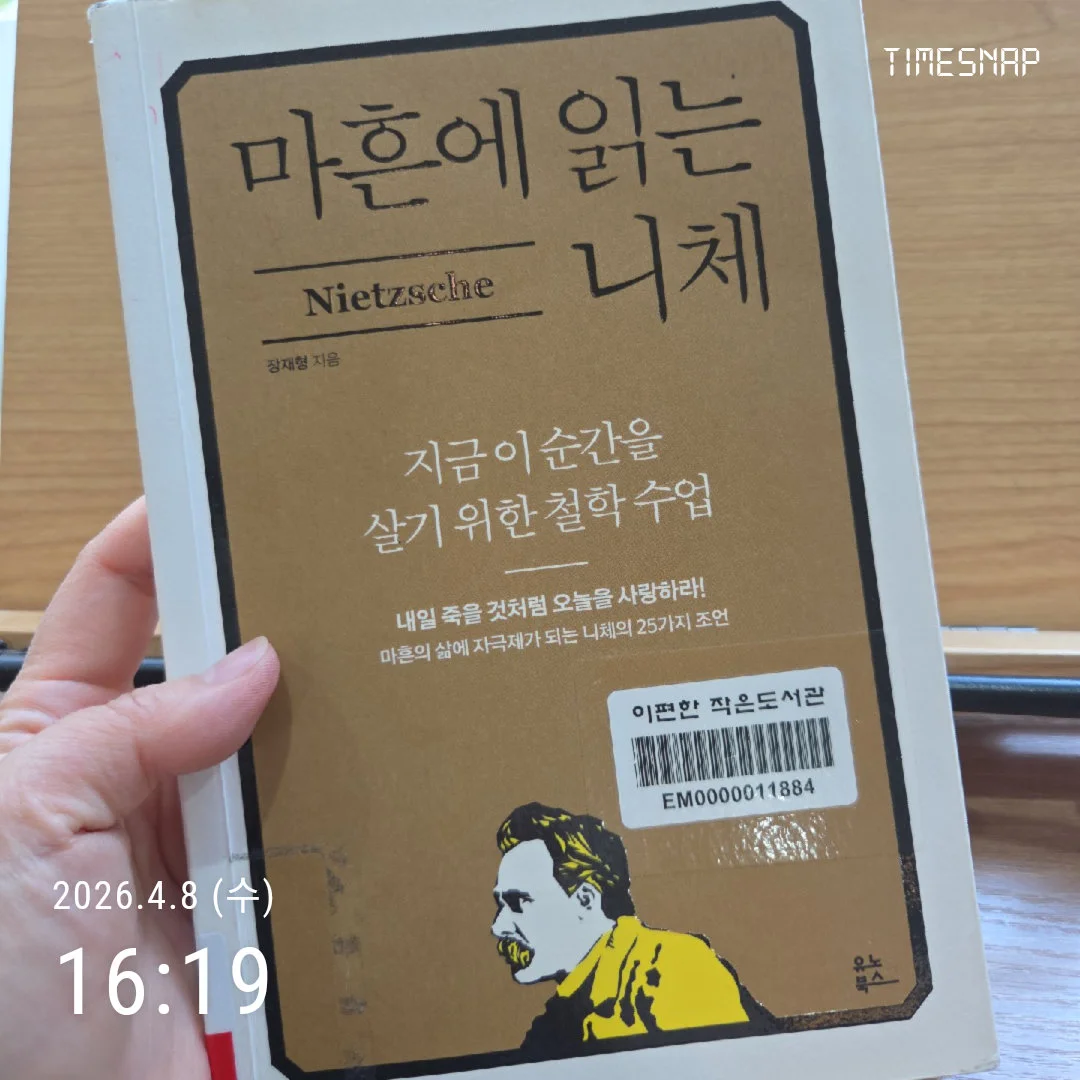 TIMESNAP
마흔에 읽는
니체
Nietzsche
장재형 지음
지금 이 순간을
살기 위한 철학 수업
내일 죽을 것처럼 오늘을 사랑하라!
마흔의 삶에 자극제가 되는 니체의 25가지 조언
이편한 작은도서관
EM0000011884
유노
북스
2026.4.8 (수)
16:19